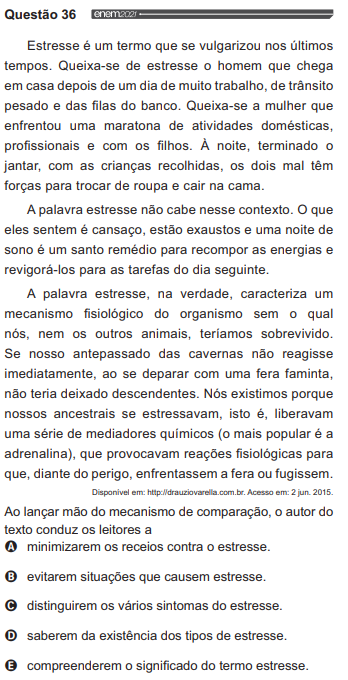 Questão 36 enem2021
Estresse é um termo que se vulgarizou nos últimos
tempos. Queixa-se de estresse o homem que chega
em casa depois de um dia de muito trabalho, de trânsito
pesado e das filas do banco. Queixa-se a mulher que
enfrentou uma maratona de atividades domésticas,
profissionais e com os filhos. À noite, terminado o
jantar, com as crianças recolhidas, os dois mal têm
forças para trocar de roupa e cair na cama.
A palavra estresse não cabe nesse contexto. O que
eles sentem é cansaço, estão exaustos e uma noite de
sono é um santo remédio para recompor as energias e
revigorá-los para as tarefas do dia seguinte.
A palavra estresse, na verdade, caracteriza um
mecanismo fisiológico do organismo sem o qual
nós, nem os outros animais, teríamos sobrevivido.
Se nosso antepassado das cavernas não reagisse
imediatamente, ao se deparar com uma fera faminta,
não teria deixado descendentes. Nós existimos porque
nossos ancestrais se estressavam, isto é, liberavam
uma série de mediadores químicos (o mais popular é a
adrenalina), que provocavam reações fisiológicas para
que, diante do perigo, enfrentassem a fera ou fugissem.
Disponível em: http://drauziovarella.com.br. Acesso em: 2 jun. 2015.
Ao lançar mão do mecanismo de comparação, o autor do
texto conduz os leitores a
A minimizarem os receios contra o estresse.
B evitarem situações que causem estresse.
C distinguirem os vários sintomas do estresse.
D saberem da existência dos tipos de estresse.
E compreenderem o significado do termo estresse.